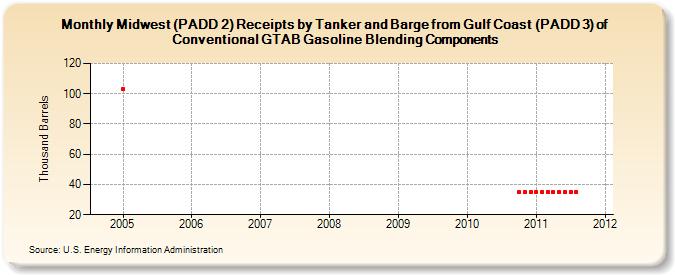 Monthly Midwest (PADD 2) Receipts by Tanker and Barge from Gulf Coast (PADD 3) of
Conventional GTAB Gasoline Blending Components
Thousand Barrels
120
100
80
60
40
20
2005 2006 2007 2008 2009 2010 2011 2012
Source: U.S. Energy Information Administration